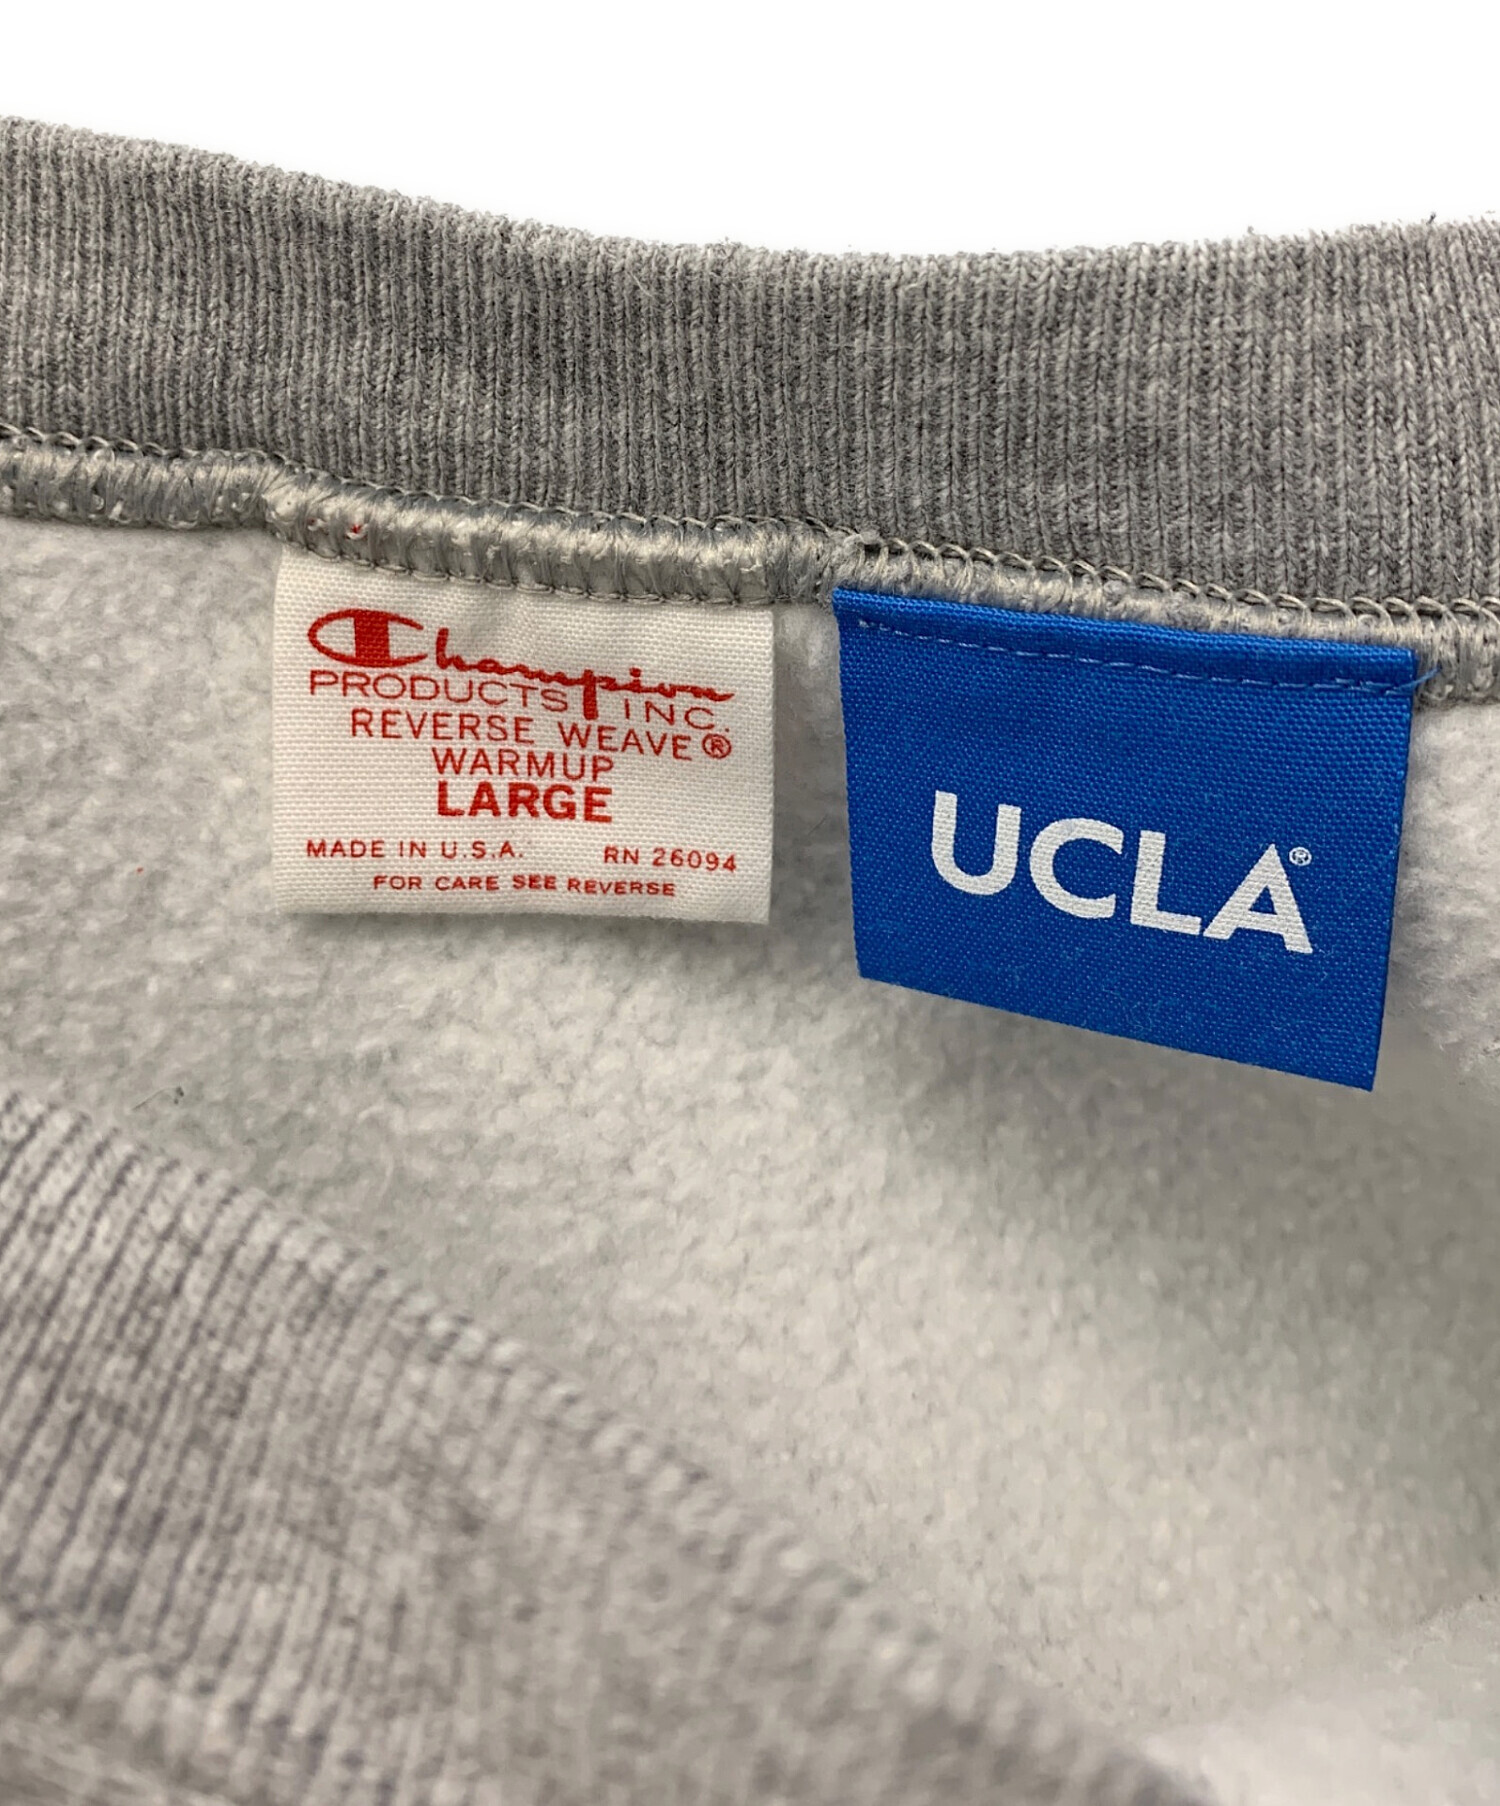 Champion
PRODUCTS INC.
REVERSE WEAVE®
WARMUP
LARGE
MADE IN U.S.A. RN 26094
FOR CARE SEE REVERSE
UCLA®